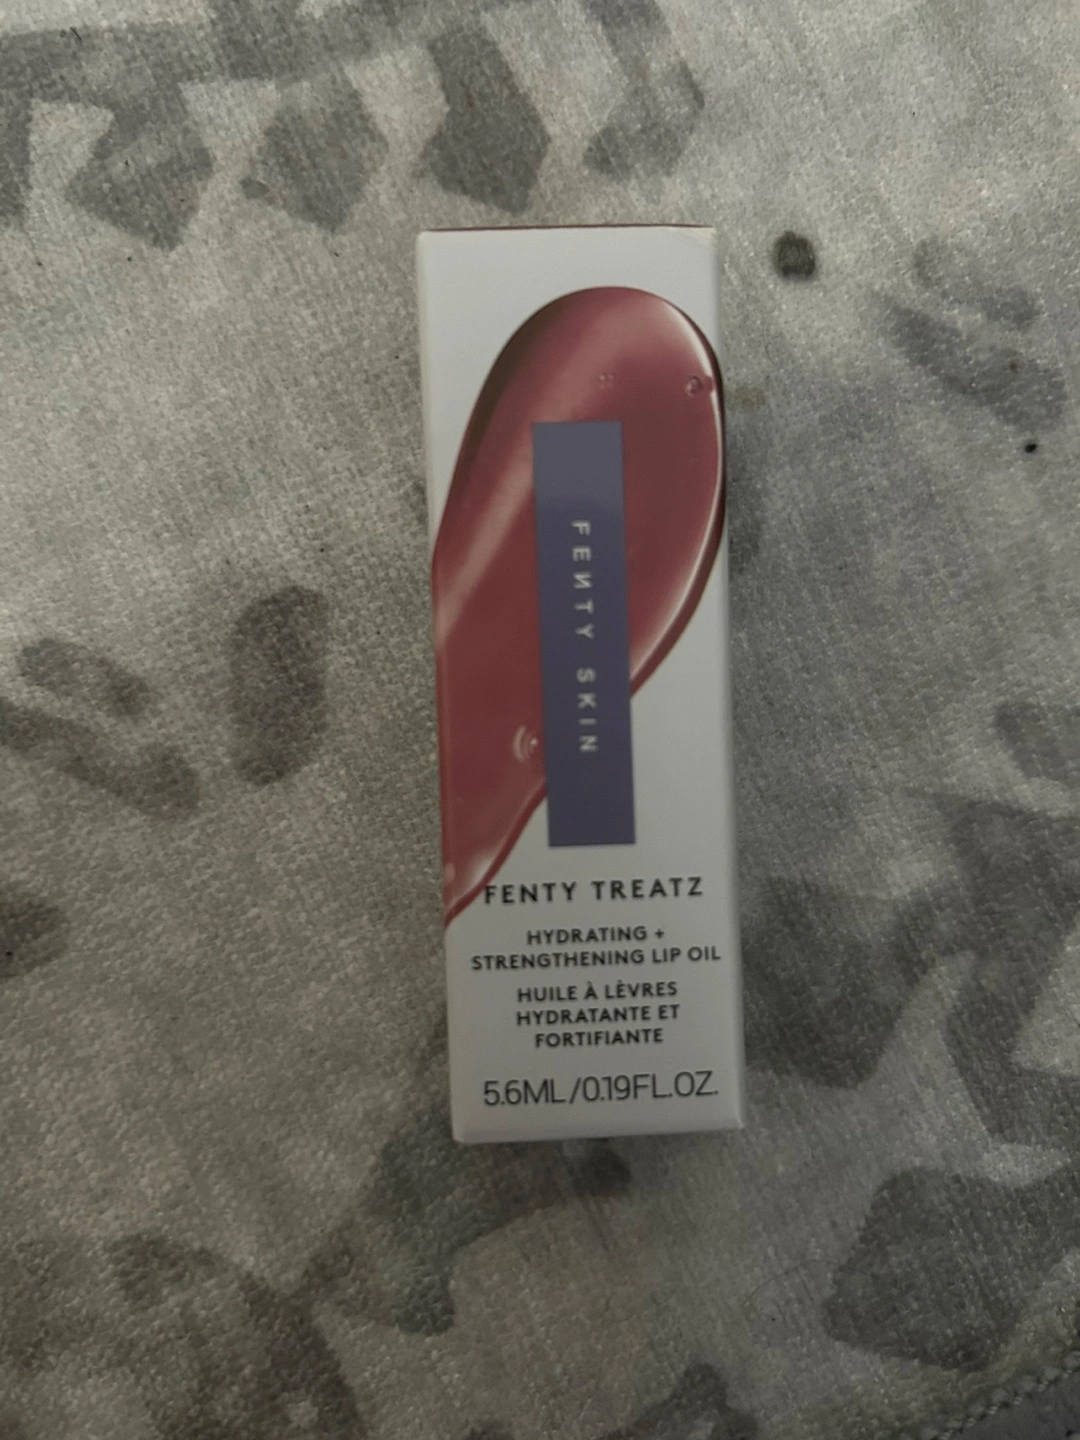 FENTY SKIN
FENTY TREATZ
HYDRATING +
STRENGTHENING LIP OIL
HUILE À LÈVRES
HYDRATANTE ET
FORTIFIANTE
5.6ML/0.19FL.OZ.